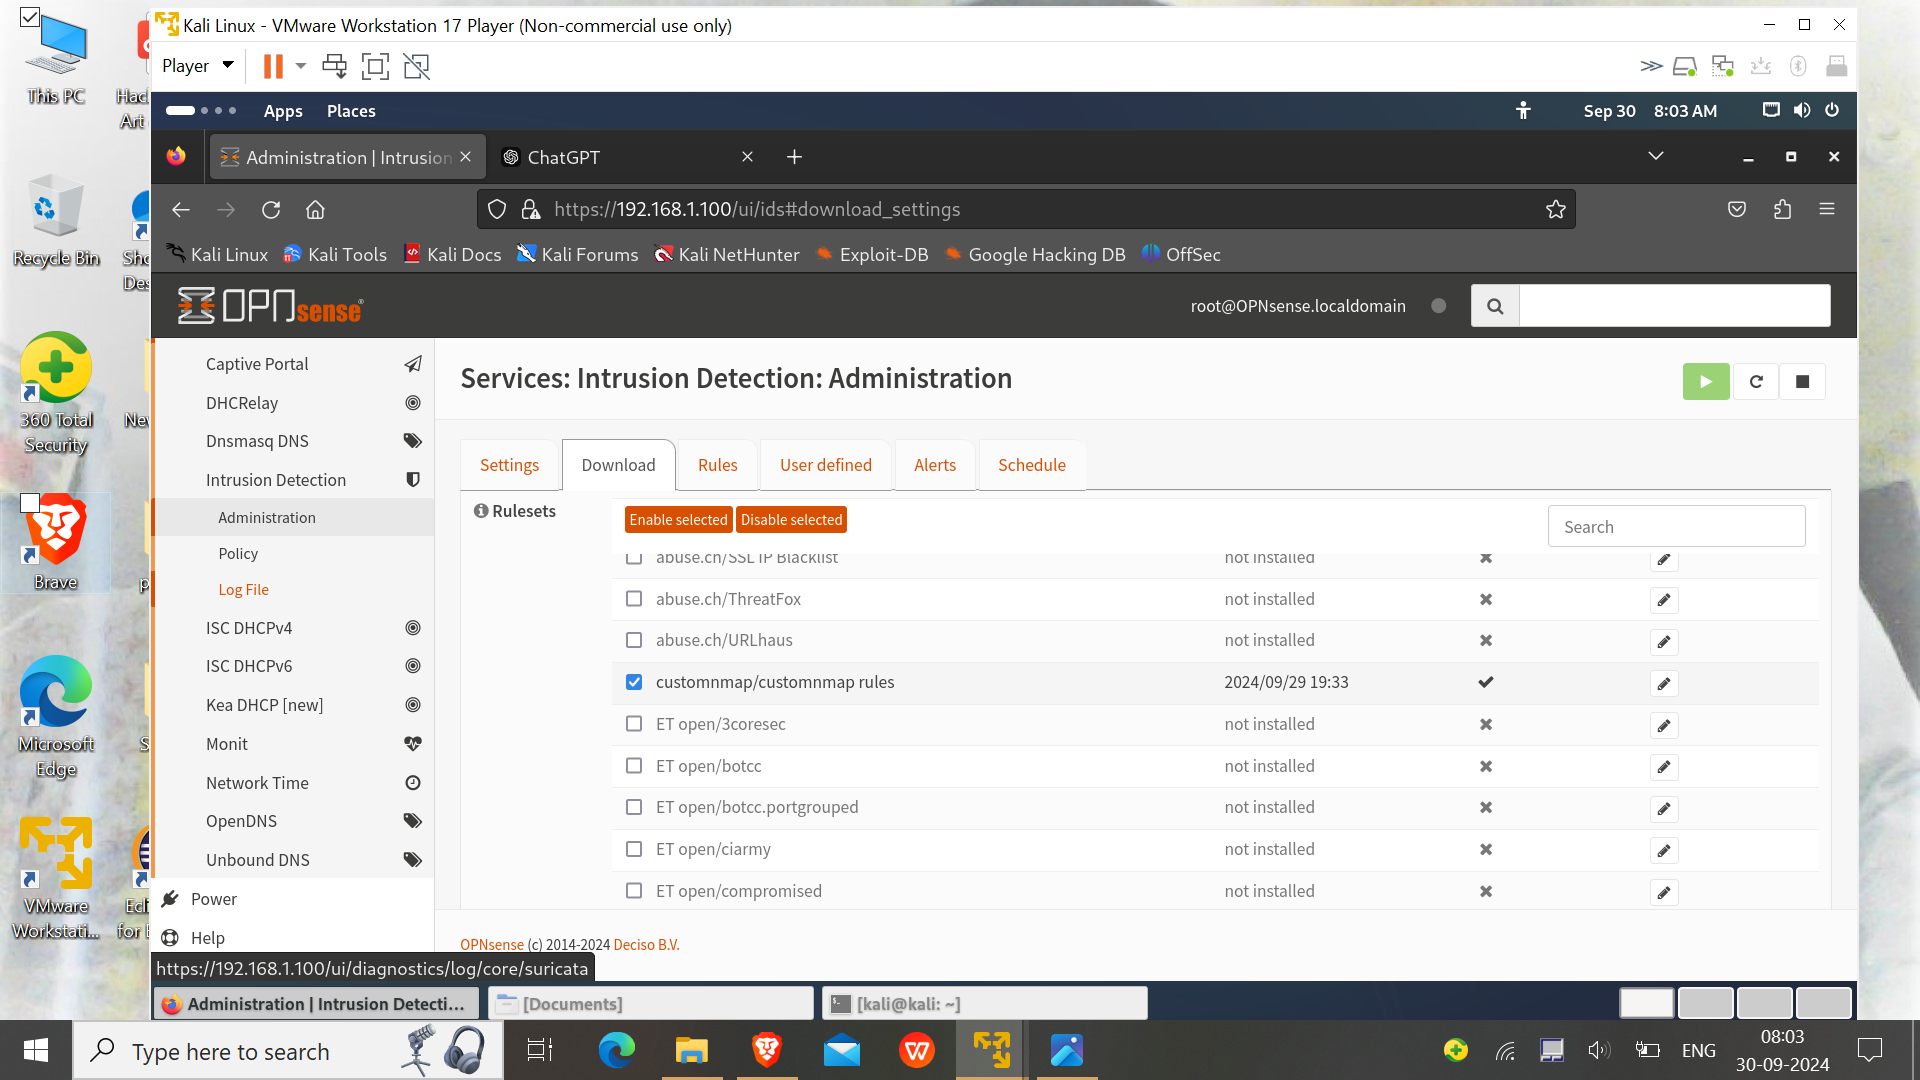 Kali Linux - VMware Workstation 17 Player (Non-commercial use only)
Player
Apps Places Sep 30 8:03 AM
Administration | Intrusion ChatGPT
https://192.168.1.100/ui/ids#download_settings
Kali Linux Kali Tools Kali Docs Kali Forums Kali NetHunter Exploit-DB Google Hacking DB OffSec
OPNsense root@OPNsense.localdomain
Captive Portal
DHCRelay
Dnsmasq DNS
Intrusion Detection
Administration
Policy
Log File
ISC DHCPv4
ISC DHCPv6
Kea DHCP [new]
Monit
Network Time
OpenDNS
Unbound DNS
Power
Help
Services: Intrusion Detection: Administration
Settings Download Rules User defined Alerts Schedule
Rulesets
Enable selected Disable selected Search
abuse.ch/SSL IP Blacklist not installed
abuse.ch/ThreatFox not installed
abuse.ch/URLhaus not installed
customnmap/customnmap rules 2024/09/29 19:33
ET open/3coresec not installed
ET open/botcc not installed
ET open/botcc.portgrouped not installed
ET open/ciarmy not installed
ET open/compromised not installed
OPNsense (c) 2014-2024 Deciso B.V.
https://192.168.1.100/ui/diagnostics/log/core/suricata
Administration | Intrusion Detecti... [Documents] [kali@kali: ~]
This PC
Recycle Bin
360 Total
Security
Brave
Microsoft
Edge
VMware
Workstati...
Type here to search
ENG
08:03
30-09-2024